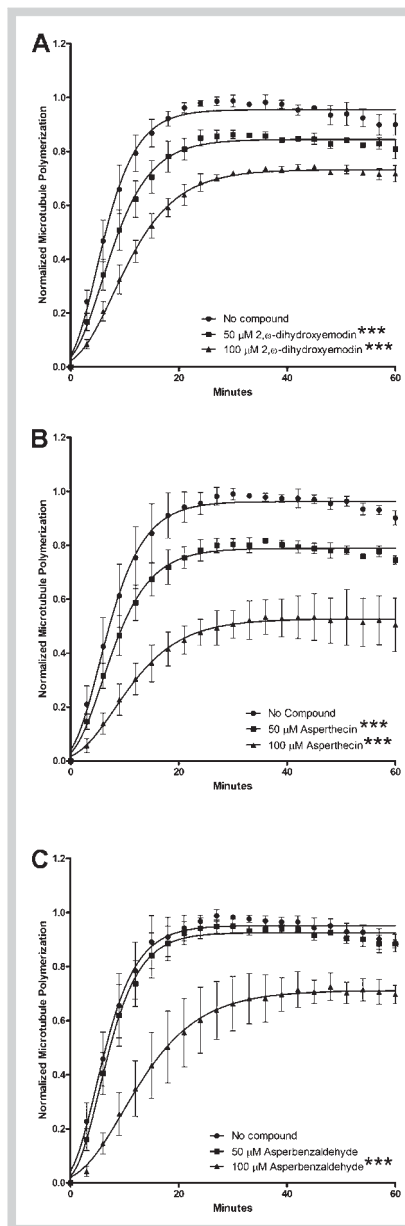 A
Normalized Microtubule Polymerization
1.2
1.0
0.8
0.6
0.4
0.2
0.0
0 20 40 60
Minutes
No compound
50 μM 2,ω-dihydroxyemodin ***
100 μM 2,ω-dihydroxyemodin ***
B
Normalized Microtubule Polymerization
1.2
1.0
0.8
0.6
0.4
0.2
0.0
0 20 40 60
Minutes
No Compound
50 μM Asperthecin ***
100 μM Asperthecin ***
C
Normalized Microtubule Polymerization
1.2
1.0
0.8
0.6
0.4
0.2
0.0
0 20 40 60
Minutes
No compound
50 μM Asperbenzaldehyde
100 μM Asperbenzaldehyde ***